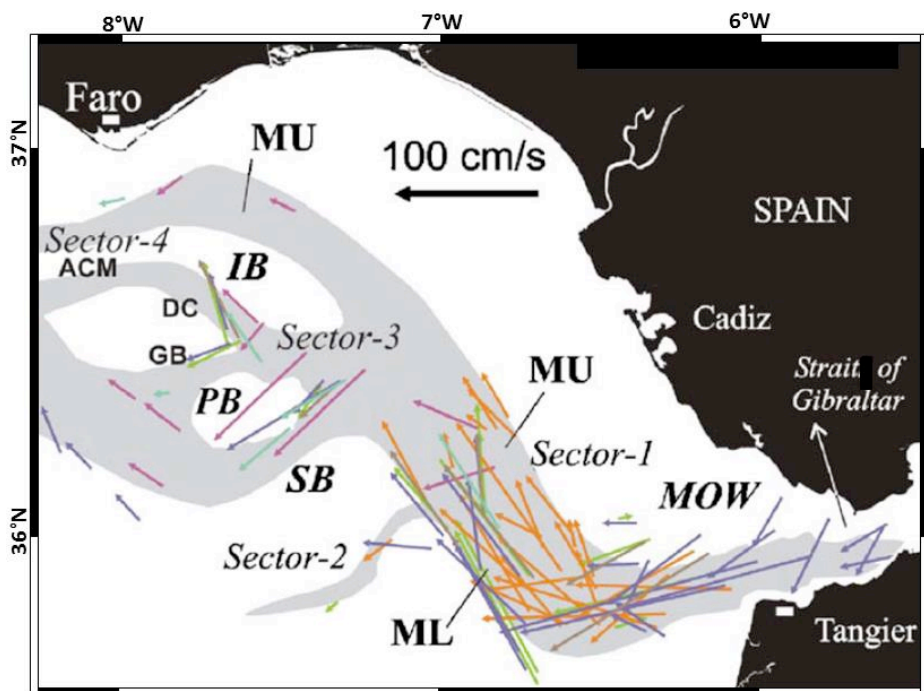 8°W
7°W
6°W
Faro
37°N
MU
100 cm/s
SPAIN
Sector-4
ACM
IB
DC
Cadiz
GB
Sector-3
MU
Strait of
Gibraltar
PB
Sector-1
SB
MOW
36°N
Sector-2
ML
Tangier